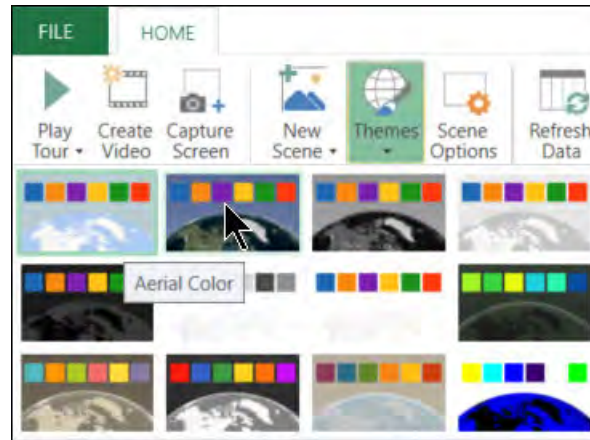 FILE
HOME
Play Create Capture New Themes Scene Refresh
Tour Video Screen Scene Options Data
Aerial Color